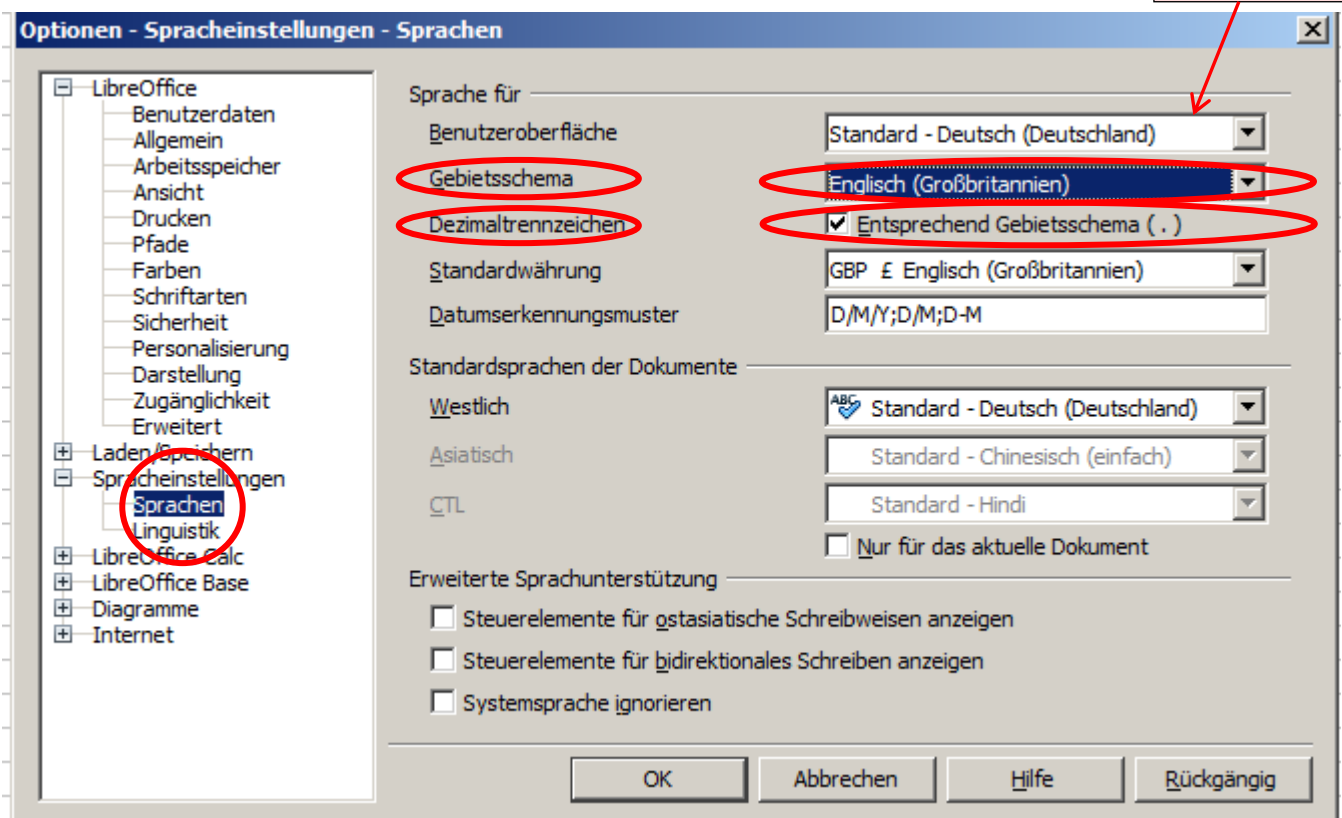 Optionen - Spracheinstellungen - Sprachen
LibreOffice
Benutzerdaten
Allgemein
Arbeitsspeicher
Ansicht
Drucken
Pfade
Farben
Schriftarten
Sicherheit
Personalisierung
Darstellung
Zugänglichkeit
Erweitert
Laden/Speichern
Spracheinstellungen
Sprachen
Linguistik
LibreOffice Calc
LibreOffice Base
Diagramme
Internet
Sprache für
Benutzeroberfläche Standard - Deutsch (Deutschland)
Gebietsschema Englisch (Großbritannien)
Dezimaltrennzeichen Entsprechend Gebietsschema ( . )
Standardwährung GBP £ Englisch (Großbritannien)
Datumserkennungsmuster D/M/Y;D/M;D-M
Standardsprachen der Dokumente
Westlich ABC Standard - Deutsch (Deutschland)
Asiatisch Standard - Chinesisch (einfach)
CTL Standard - Hindi
Nur für das aktuelle Dokument
Erweiterte Sprachunterstützung
Steuerelemente für ostasiatische Schreibweisen anzeigen
Steuerelemente für bidirektionales Schreiben anzeigen
Systemsprache ignorieren
OK Abbrechen Hilfe Rückgängig